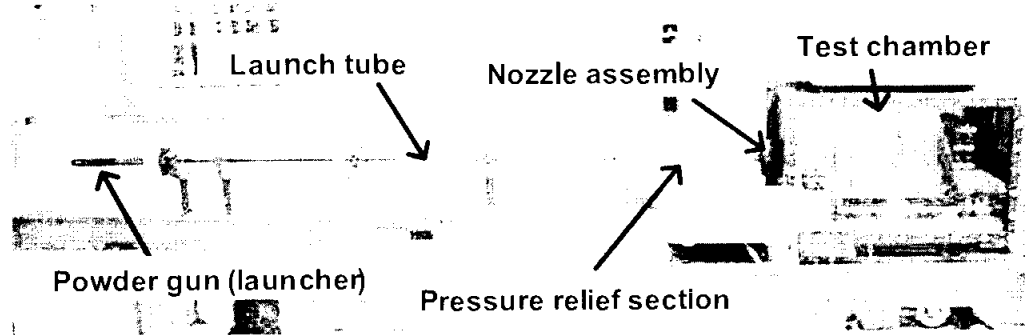 Test chamber
Launch tube
Nozzle assembly
Powder gun (launcher)
Pressure relief section